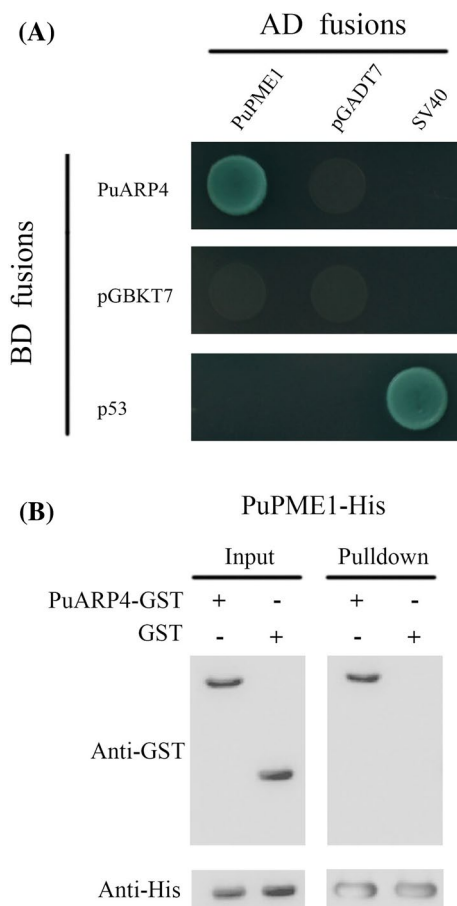 (A)
AD fusions
PuPME1 pGADT7 SV40
BD fusions
PuARP4
pGBKT7
p53
(B)
PuPME1-His
Input Pulldown
PuARP4-GST + - + -
GST - + - +
Anti-GST
Anti-His